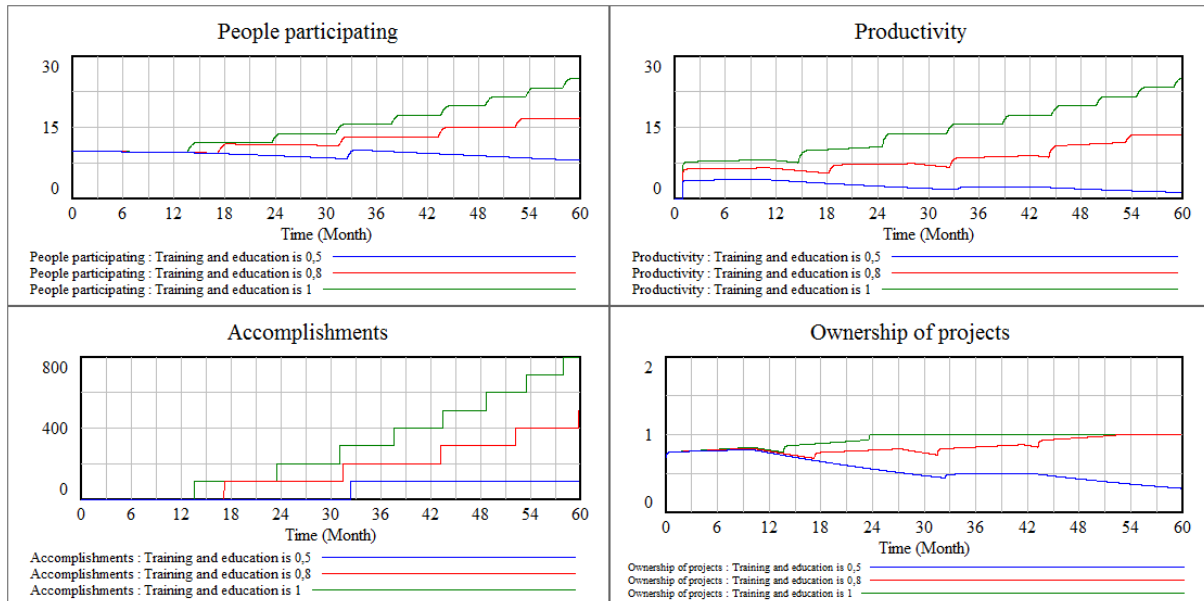 People participating
30
15
0
0 6 12 18 24 30 36 42 48 54 60
Time (Month)
People participating : Training and education is 0,5
People participating : Training and education is 0,8
People participating : Training and education is 1
Productivity
30
15
0
0 6 12 18 24 30 36 42 48 54 60
Time (Month)
Productivity : Training and education is 0,5
Productivity : Training and education is 0,8
Productivity : Training and education is 1
Accomplishments
800
400
0
0 6 12 18 24 30 36 42 48 54 60
Time (Month)
Accomplishments : Training and education is 0,5
Accomplishments : Training and education is 0,8
Accomplishments : Training and education is 1
Ownership of projects
2
1
0
0 6 12 18 24 30 36 42 48 54 60
Time (Month)
Ownership of projects : Training and education is 0,5
Ownership of projects : Training and education is 0,8
Ownership of projects : Training and education is 1